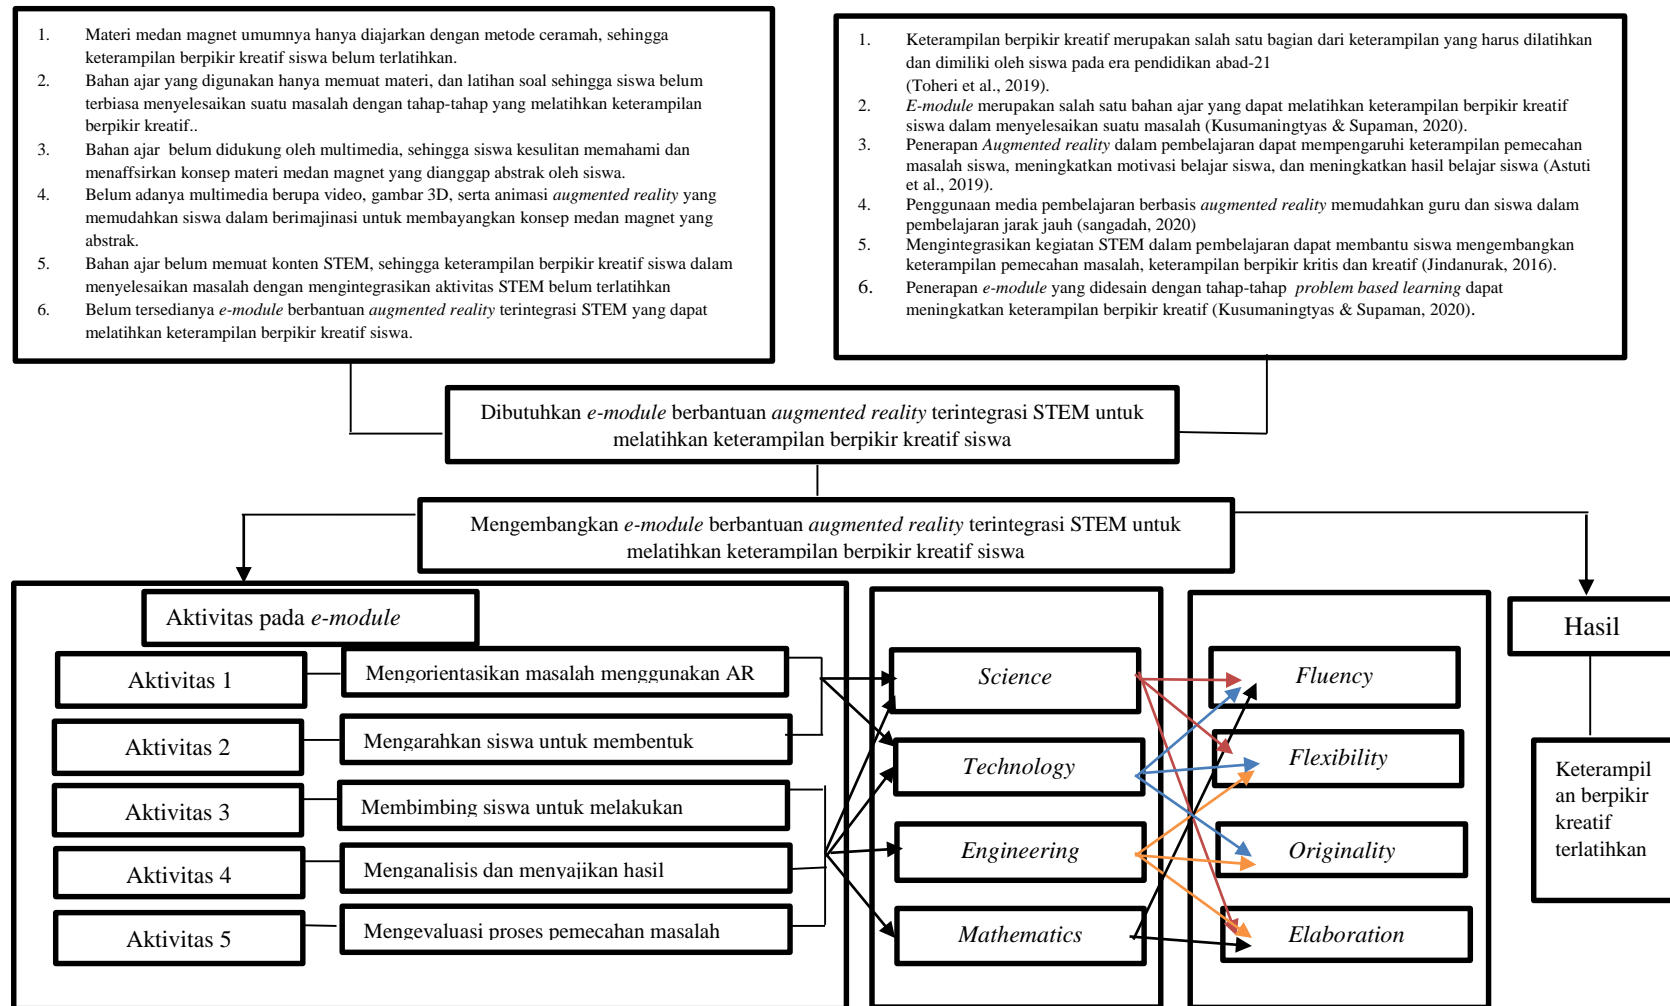 1. Materi medan magnet umumnya hanya diajarkan dengan metode ceramah, sehingga
keterampilan berpikir kreatif siswa belum terlatihkan.
2. Bahan ajar yang digunakan hanya memuat materi, dan latihan soal sehingga siswa belum
terbiasa menyelesaikan suatu masalah dengan tahap-tahap yang melatihkan keterampilan
berpikir kreatif..
3. Bahan ajar belum didukung oleh multimedia, sehingga siswa kesulitan memahami dan
menaffsirkan konsep materi medan magnet yang dianggap abstrak oleh siswa.
4. Belum adanya multimedia berupa video, gambar 3D, serta animasi augmented reality yang
memudahkan siswa dalam berimajinasi untuk membayangkan konsep medan magnet yang
abstrak.
5. Bahan ajar belum memuat konten STEM, sehingga keterampilan berpikir kreatif siswa dalam
menyelesaikan masalah dengan mengintegrasikan aktivitas STEM belum terlatihkan
6. Belum tersedianya e-module berbantuan augmented reality terintegrasi STEM yang dapat
melatihkan keterampilan berpikir kreatif siswa.
1. Keterampilan berpikir kreatif merupakan salah satu bagian dari keterampilan yang harus dilatihkan
dan dimiliki oleh siswa pada era pendidikan abad-21
(Toheri et al., 2019).
2. E-module merupakan salah satu bahan ajar yang dapat melatihkan keterampilan berpikir kreatif
siswa dalam menyelesaikan suatu masalah (Kusumaningtyas & Supaman, 2020).
3. Penerapan Augmented reality dalam pembelajaran dapat mempengaruhi keterampilan pemecahan
masalah siswa, meningkatkan motivasi belajar siswa, dan meningkatkan hasil belajar siswa (Astuti
et al., 2019).
4. Penggunaan media pembelajaran berbasis augmented reality memudahkan guru dan siswa dalam
pembelajaran jarak jauh (sangadah, 2020)
5. Mengintegrasikan kegiatan STEM dalam pembelajaran dapat membantu siswa mengembangkan
keterampilan pemecahan masalah, keterampilan berpikir kritis dan kreatif (Jindanurak, 2016).
6. Penerapan e-module yang didesain dengan tahap-tahap problem based learning dapat
meningkatkan keterampilan berpikir kreatif (Kusumaningtyas & Supaman, 2020).
Dibutuhkan e-module berbantuan augmented reality terintegrasi STEM untuk
melatihkan keterampilan berpikir kreatif siswa
Mengembangkan e-module berbantuan augmented reality terintegrasi STEM untuk
melatihkan keterampilan berpikir kreatif siswa
Aktivitas pada e-module
Aktivitas 1
Mengorientasikan masalah menggunakan AR
Aktivitas 2
Mengarahkan siswa untuk membentuk
Aktivitas 3
Membimbing siswa untuk melakukan
Aktivitas 4
Menganalisis dan menyajikan hasil
Aktivitas 5
Mengevaluasi proses pemecahan masalah
Science
Technology
Engineering
Mathematics
Fluency
Flexibility
Originality
Elaboration
Hasil
Keterampil
an berpikir
kreatif
terlatihkan